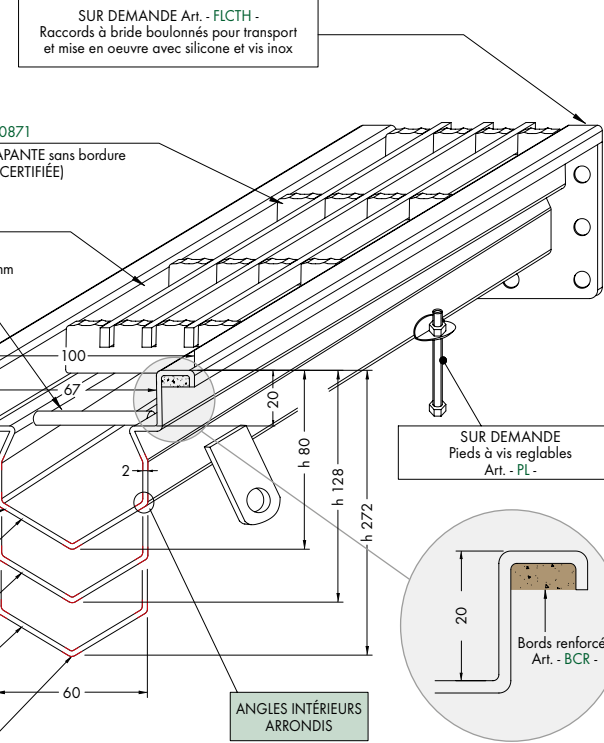 SUR DEMANDE Art. - FLCTH -
Raccords à bride boulonnés pour transport
et mise en oeuvre avec silicone et vis inox
0871
APANTE sans bordure
CERTIFIÉE)
mm
100
67
20
2
h 80
h 128
h 272
60
SUR DEMANDE
Pieds à vis reglables
Art. - PL -
20
Bords renforcé
Art. - BCR -
ANGLES INTÉRIEURS
ARRONDIS